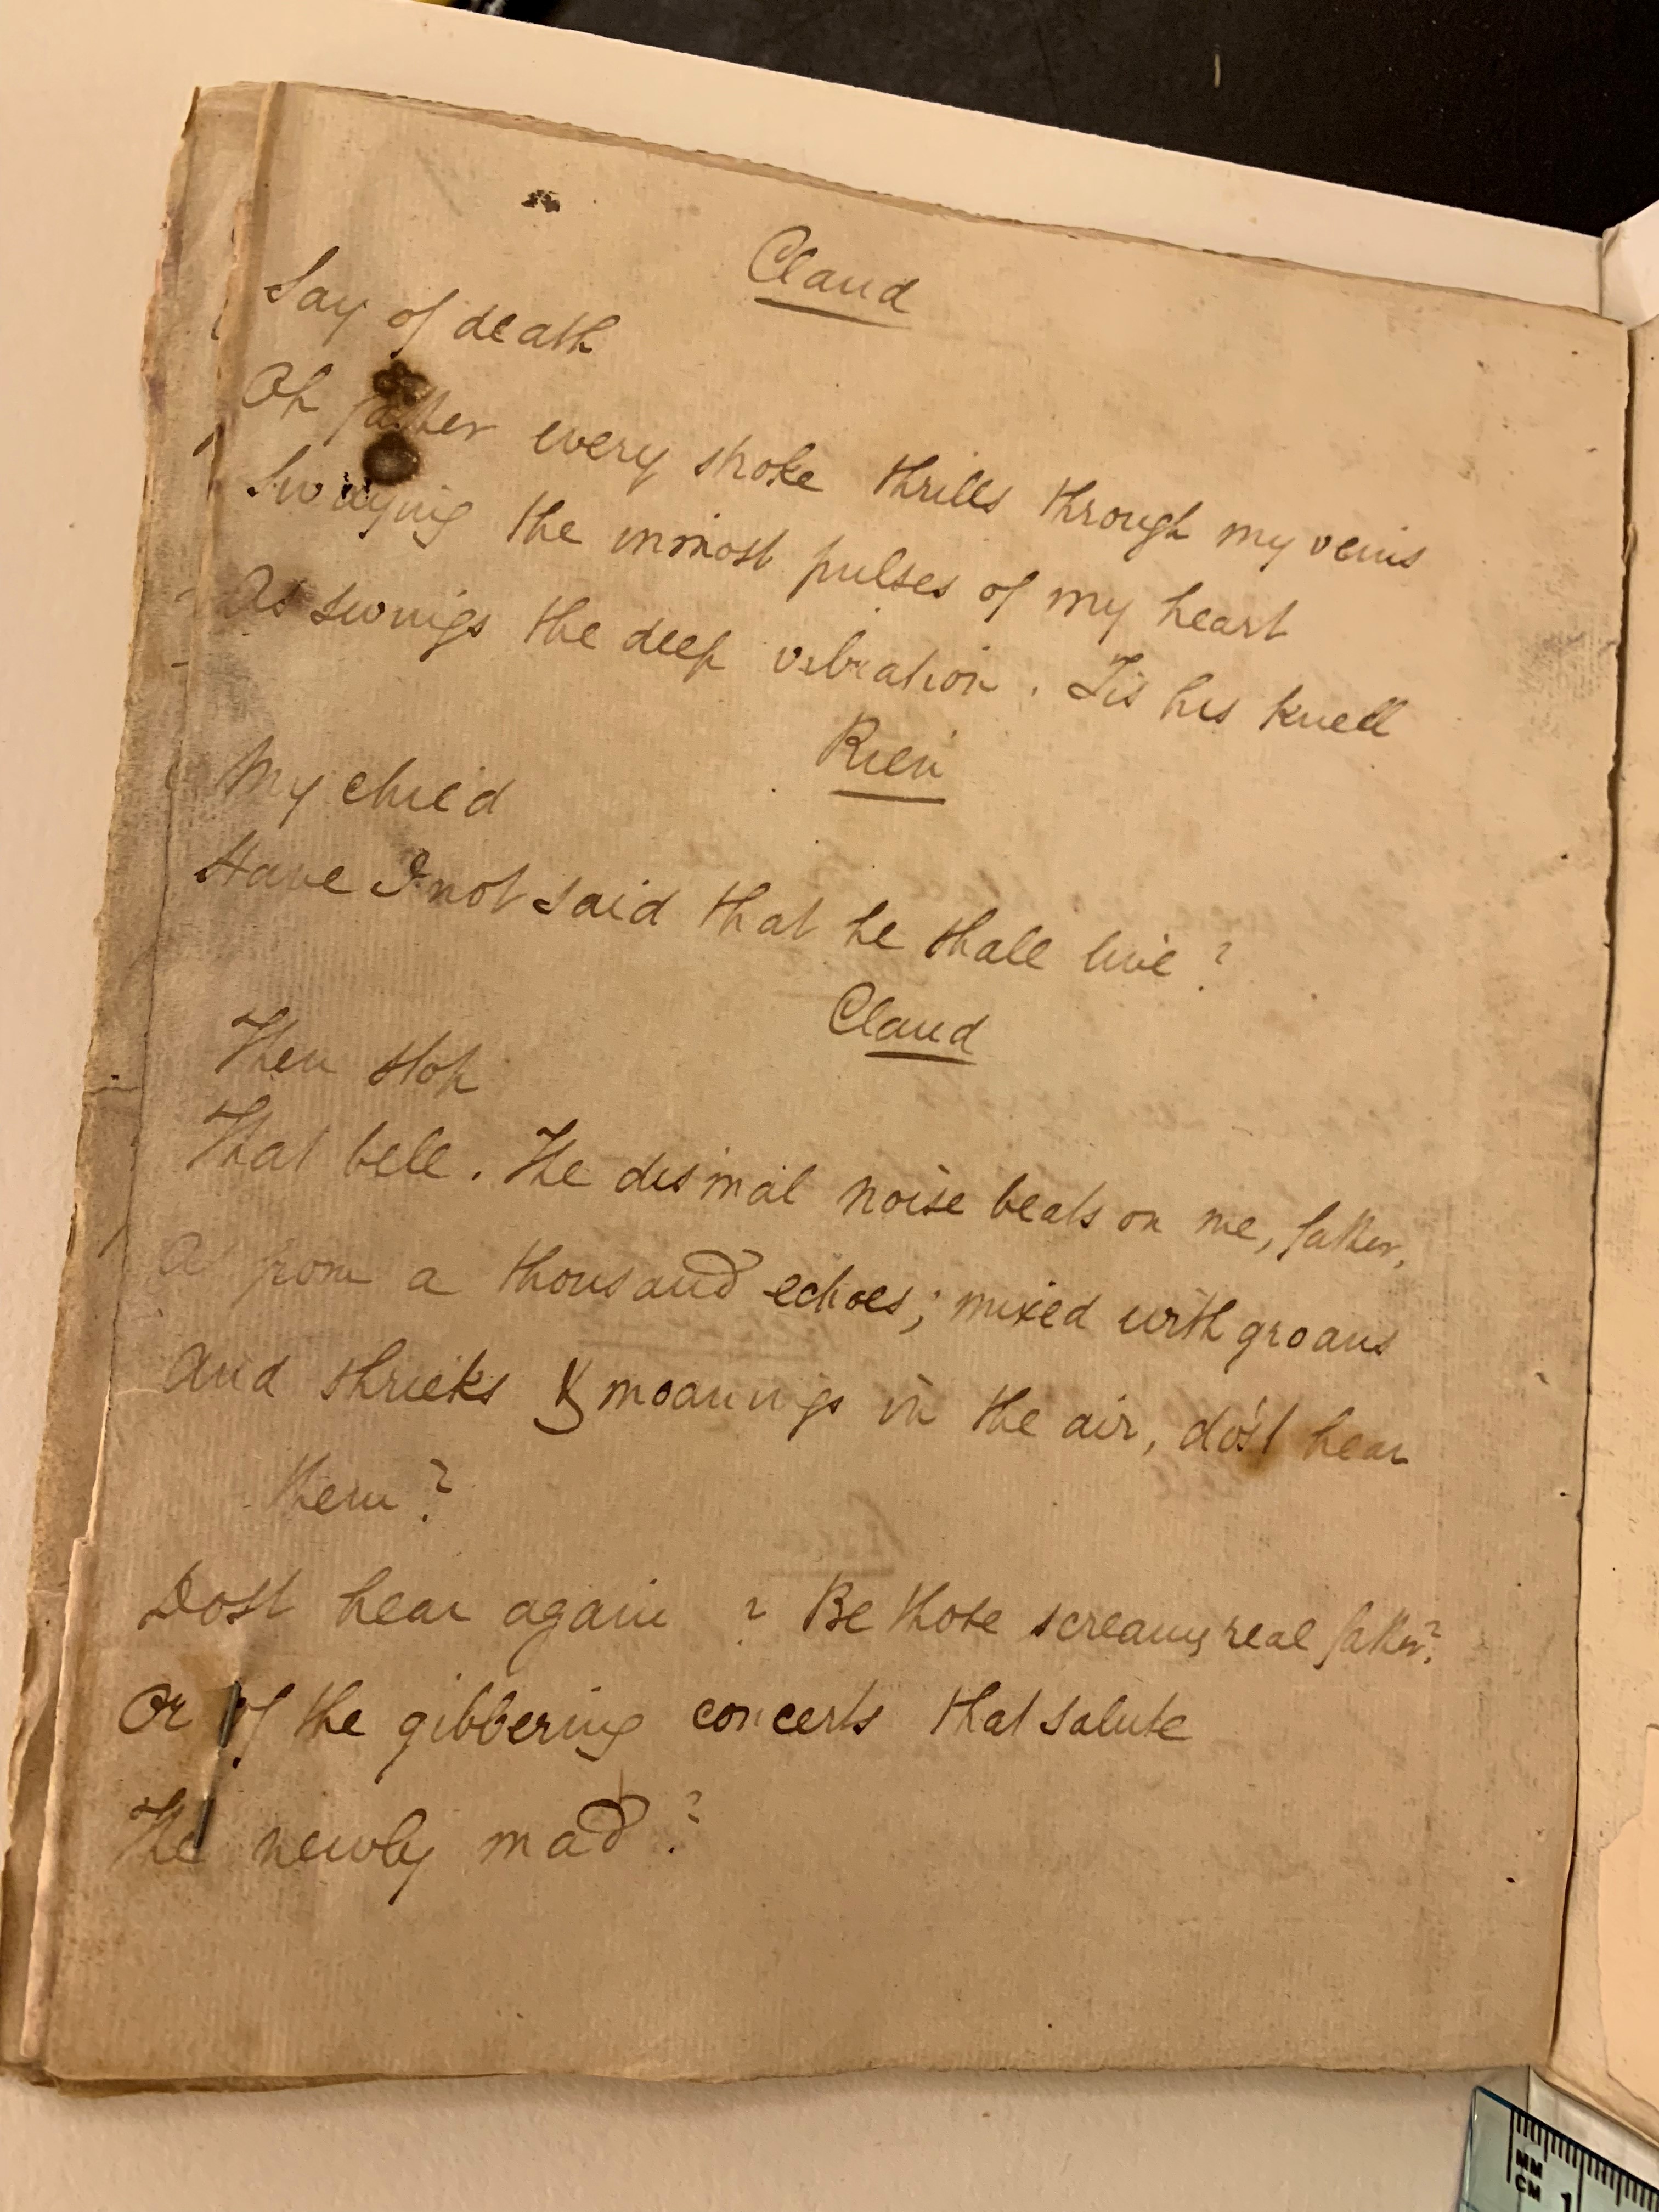 Claud
Say of death
Oh father every stroke thrills through my veins
Swaying the inmost pulses of my heart
As swings the deep vibration. Tis his knell
Rien
My child
Have I not said that he shall live?
Claud
Then stop
That bell. The dismal noise beats on me, father,
As from a thousand echoes; mixed with groans
And shrieks & moanings in the air, do'st hear
them?
Dost hear again? Be those screams real father?
Or of the gibbering concerts that salute
The newly mad?
MM
CM 1